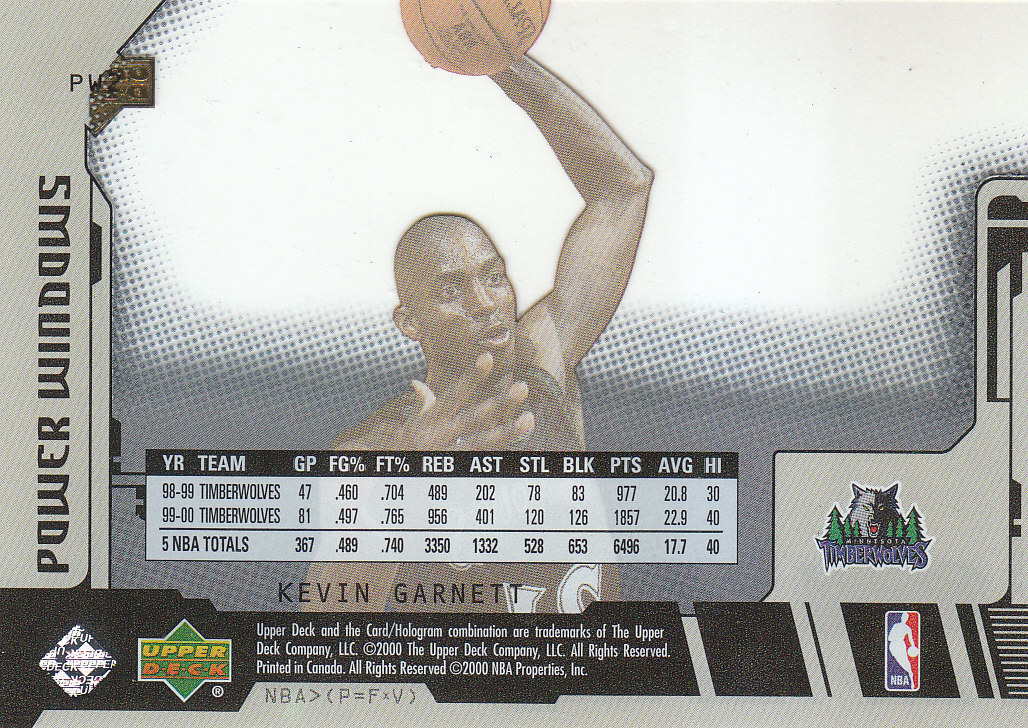 PW2
POWER WINDOWS
YR TEAM GP FG% FT% REB AST STL BLK PTS AVG HI
98-99 TIMBERWOLVES 47 .460 .704 489 202 78 83 977 20.8 30
99-00 TIMBERWOLVES 81 .497 .765 956 401 120 126 1857 22.9 40
5 NBA TOTALS 367 .489 .740 3350 1332 528 653 6496 17.7 40
MINNESOTA
TIMBERWOLVES
KEVIN GARNETT
UPPER
DECK
®
Upper Deck and the Card/Hologram combination are trademarks of The Upper
Deck Company, LLC. ©2000 The Upper Deck Company, LLC. All Rights Reserved.
Printed in Canada. All Rights Reserved ©2000 NBA Properties, Inc.
NBA>(P=F×V)
NBA